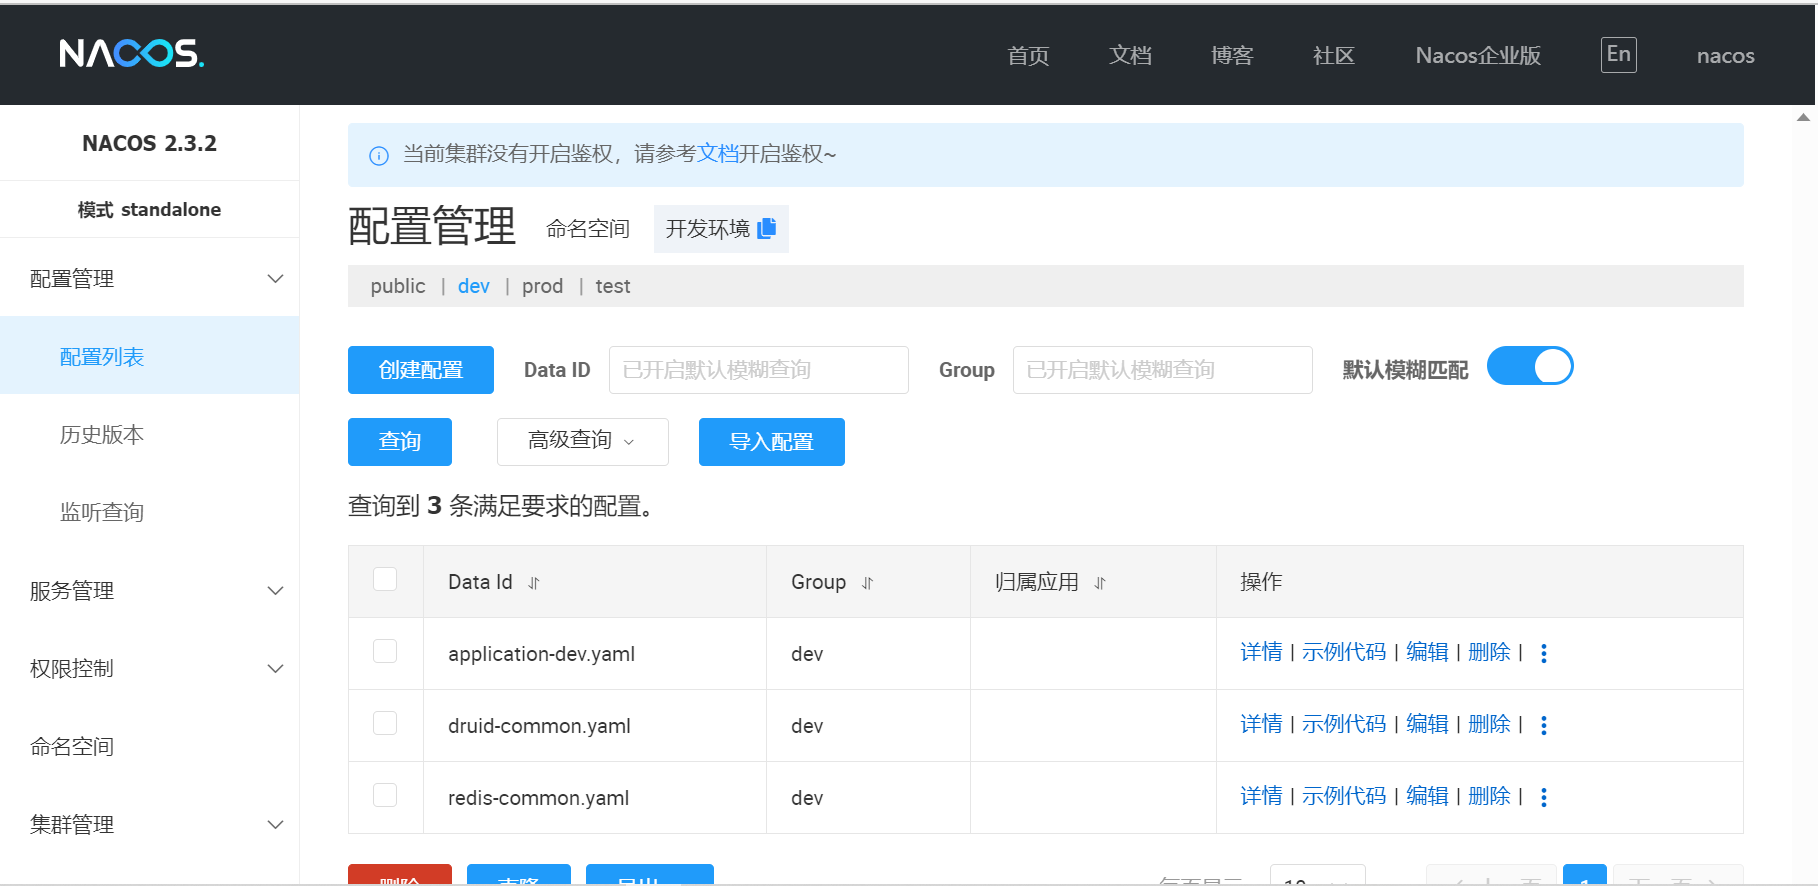 NACOS.
首页 文档 博客 社区 Nacos企业版 En nacos
NACOS 2.3.2
模式 standalone
配置管理
配置列表
历史版本
监听查询
服务管理
权限控制
命名空间
集群管理
当前集群没有开启鉴权，请参考文档开启鉴权~
配置管理 命名空间 开发环境
public | dev | prod | test
创建配置 Data ID 已开启默认模糊查询 Group 已开启默认模糊查询 默认模糊匹配
查询 高级查询 导入配置
查询到 3 条满足要求的配置。
Data Id Group 归属应用 操作
application-dev.yaml dev 详情 | 示例代码 | 编辑 | 删除 |
druid-common.yaml dev 详情 | 示例代码 | 编辑 | 删除 |
redis-common.yaml dev 详情 | 示例代码 | 编辑 | 删除 |